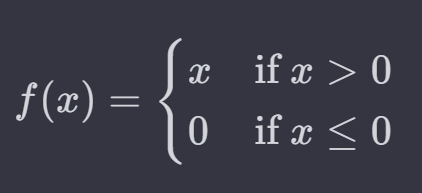 f(x) = { x if x > 0
0 if x ≤ 0